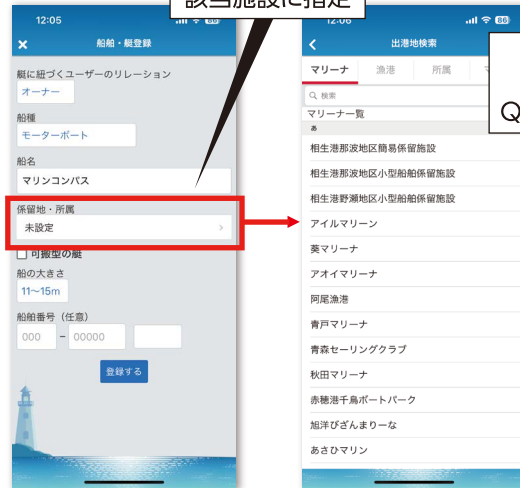 該当施設に指定
12:05
船舶・艇登録
艇に紐づくユーザーのリレーション
オーナー
船種
モーターボート
船名
マリンコンパス
係留地・所属
未設定
可搬型の艇
船の大きさ
11〜15m
船舶番号（任意）
000 - 00000
登録する
12:06
86
出港地検索
マリーナ 漁港 所属
検索
マリーナ一覧
あ
相生港那波地区簡易係留施設
相生港那波地区小型船舶係留施設
相生港野瀬地区小型船舶係留施設
アイルマリーン
葵マリーナ
アオイマリーナ
阿尾漁港
青戸マリーナ
青森セーリングクラブ
秋田マリーナ
赤穂港千鳥ボートパーク
旭洋びざんまりーな
あさひマリン
Q